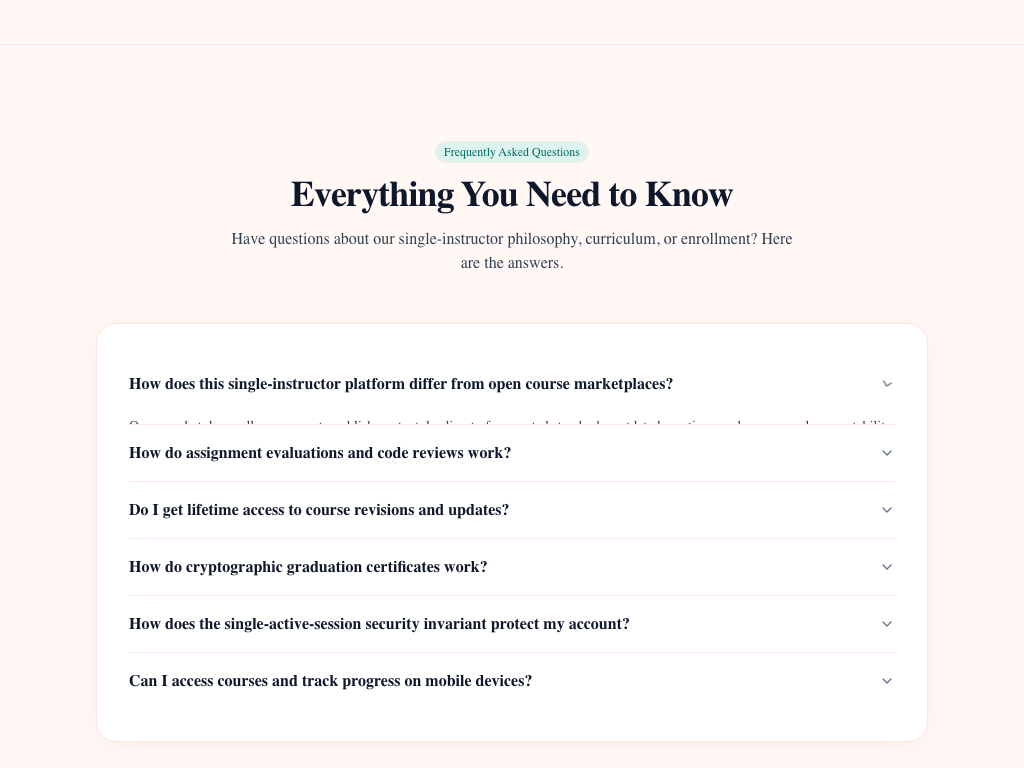 Frequently Asked Questions
Everything You Need to Know
Have questions about our single-instructor philosophy, curriculum, or enrollment? Here
are the answers.
How does this single-instructor platform differ from open course marketplaces?
How do assignment evaluations and code reviews work?
Do I get lifetime access to course revisions and updates?
How do cryptographic graduation certificates work?
How does the single-active-session security invariant protect my account?
Can I access courses and track progress on mobile devices?